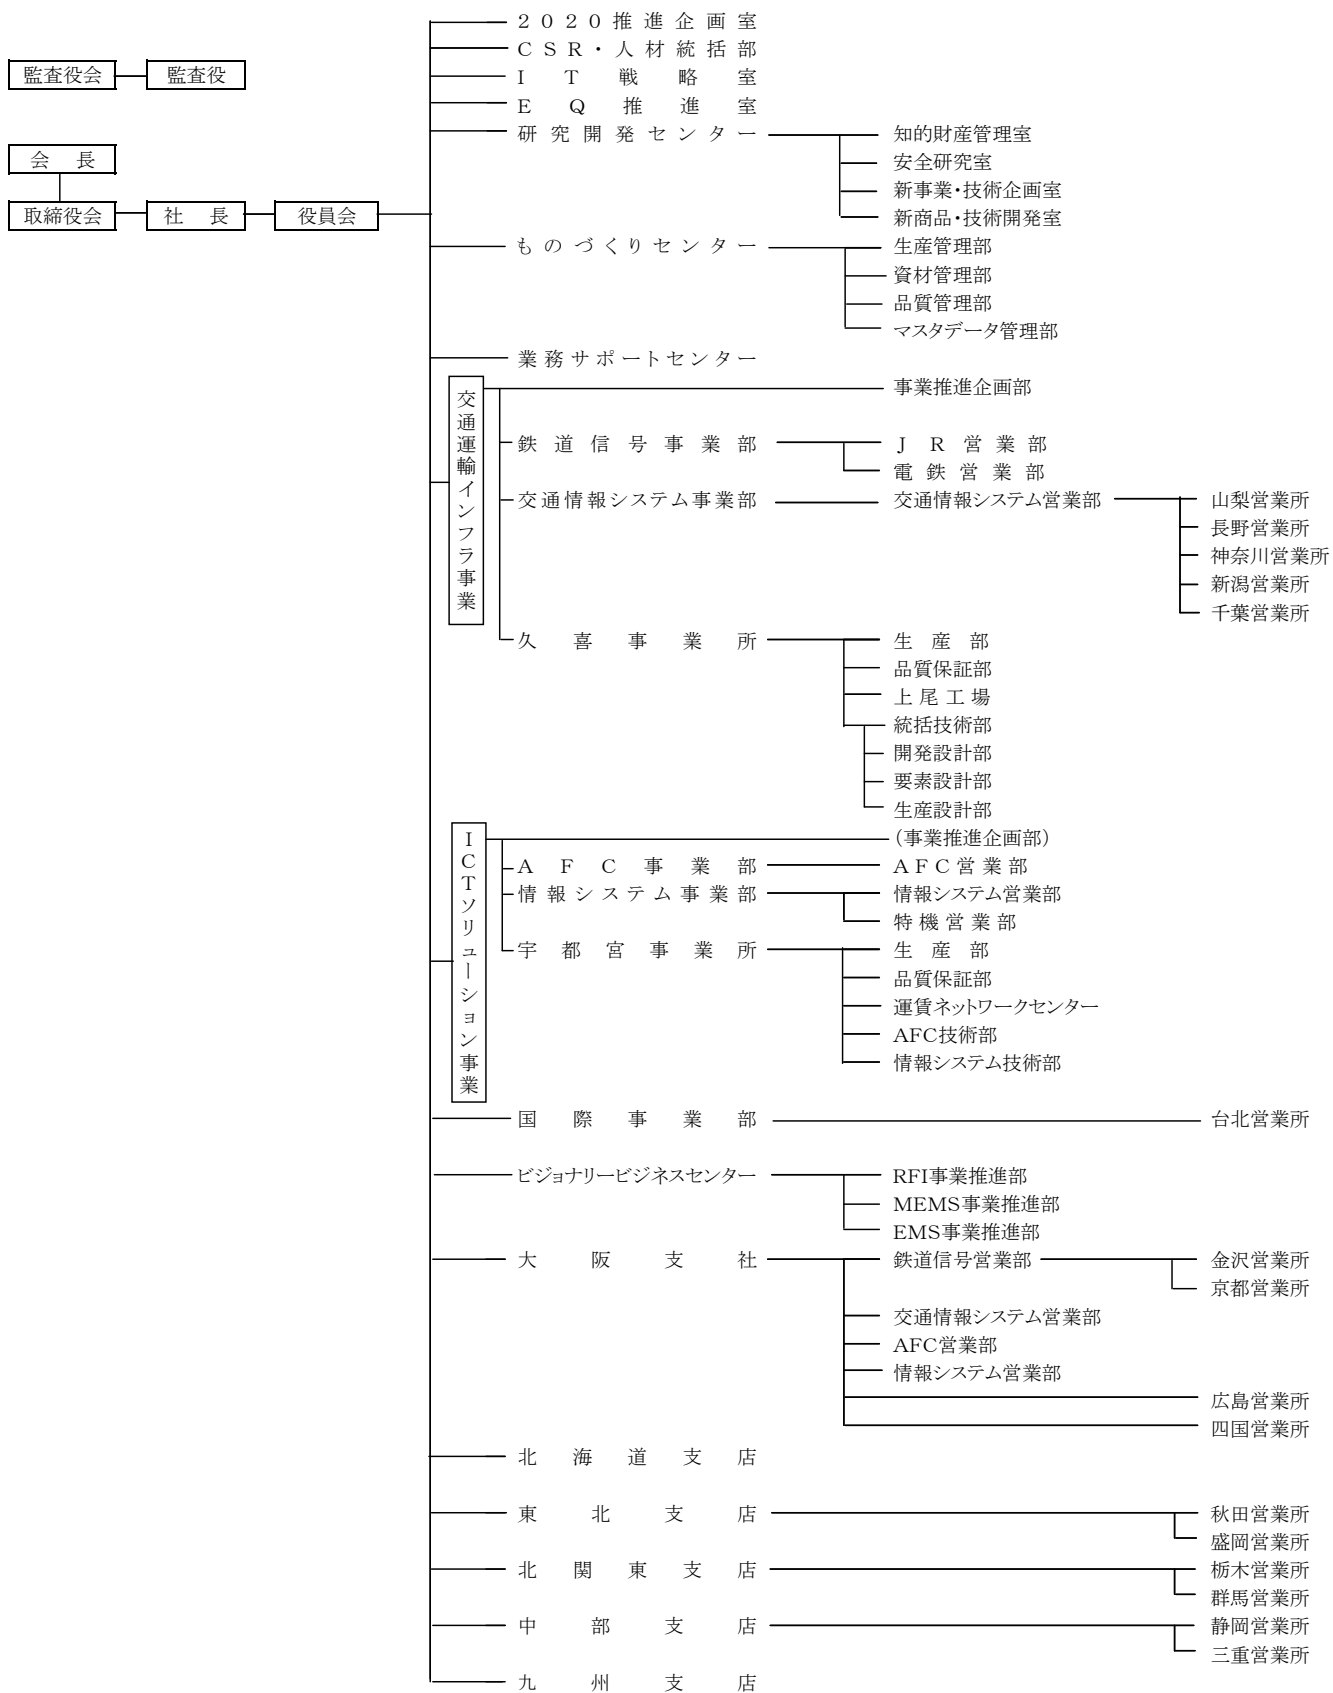 2020推進企画室
CSR・人材統括部
監査役会 監査役
IT戦略室
EQ推進室
研究開発センター 知的財産管理室
会長
安全研究室
新事業・技術企画室
取締役会 社長 役員会
新商品・技術開発室
ものづくりセンター 生産管理部
資材管理部
品質管理部
マスタデータ管理部
業務サポートセンター
交通運輸インフラ事業
事業推進企画部
鉄道信号事業部 JR営業部
電鉄営業部
交通情報システム事業部 交通情報システム営業部 山梨営業所
長野営業所
神奈川営業所
新潟営業所
千葉営業所
久喜事業所 生産部
品質保証部
上尾工場
統括技術部
開発設計部
要素設計部
生産設計部
ICTソリューション事業
(事業推進企画部)
AFC事業部 AFC営業部
情報システム事業部 情報システム営業部
特機営業部
宇都宮事業所 生産部
品質保証部
運賃ネットワークセンター
AFC技術部
情報システム技術部
国際事業部 台北営業所
ビジョナリービジネスセンター RFI事業推進部
MEMS事業推進部
EMS事業推進部
大阪支社 鉄道信号営業部 金沢営業所
京都営業所
交通情報システム営業部
AFC営業部
情報システム営業部
広島営業所
四国営業所
北海道支店
東北支店 秋田営業所
盛岡営業所
北関東支店 栃木営業所
群馬営業所
中部支店 静岡営業所
三重営業所
九州支店